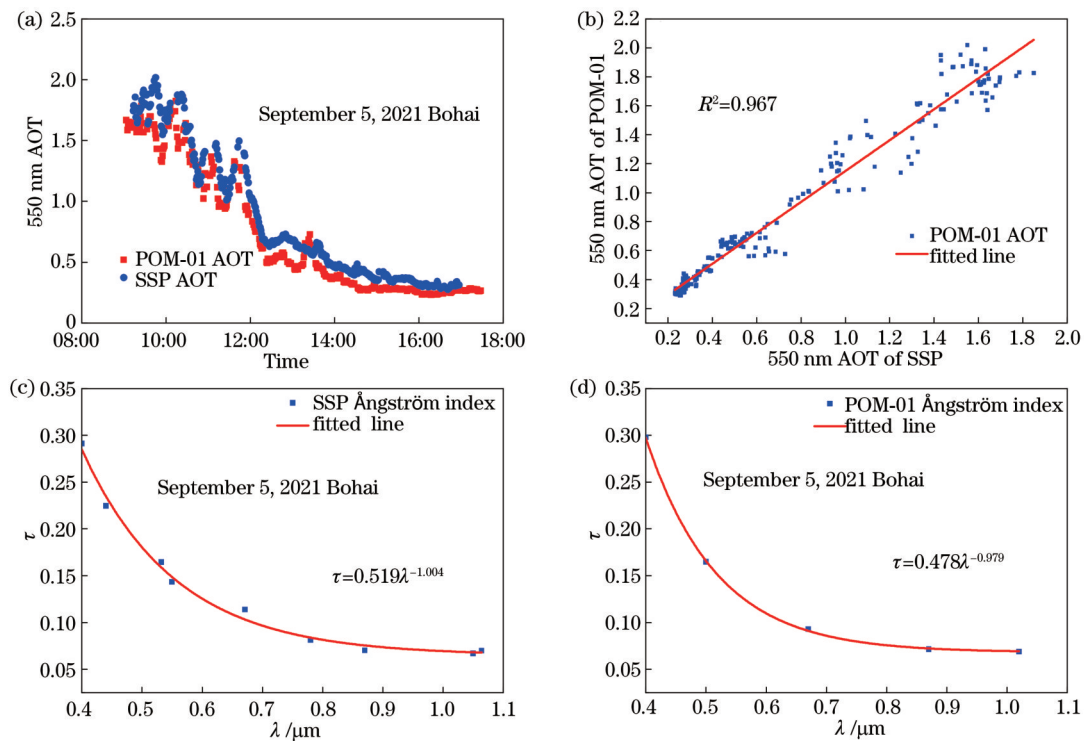 (a)
2.5
2.0
1.5
1.0
0.5
0
550 nm AOT
September 5, 2021 Bohai
POM-01 AOT
SSP AOT
08:00 10:00 12:00 14:00 16:00 18:00
Time
(b)
2.2
2.0
1.8
1.6
1.4
1.2
1.0
0.8
0.6
0.4
0.2
550 nm AOT of POM-01
R²=0.967
POM-01 AOT
fitted line
0.2 0.4 0.6 0.8 1.0 1.2 1.4 1.6 1.8 2.0
550 nm AOT of SSP
(c)
0.35
0.30
0.25
0.20
0.15
0.10
0.05
τ
SSP Ångström index
fitted line
September 5, 2021 Bohai
τ=0.519λ⁻¹·⁰⁰⁴
0.4 0.5 0.6 0.7 0.8 0.9 1.0 1.1
λ /μm
(d)
0.35
0.30
0.25
0.20
0.15
0.10
0.05
τ
POM-01 Ångström index
fitted line
September 5, 2021 Bohai
τ=0.478λ⁻⁰·⁹⁷⁹
0.4 0.5 0.6 0.7 0.8 0.9 1.0 1.1
λ /μm